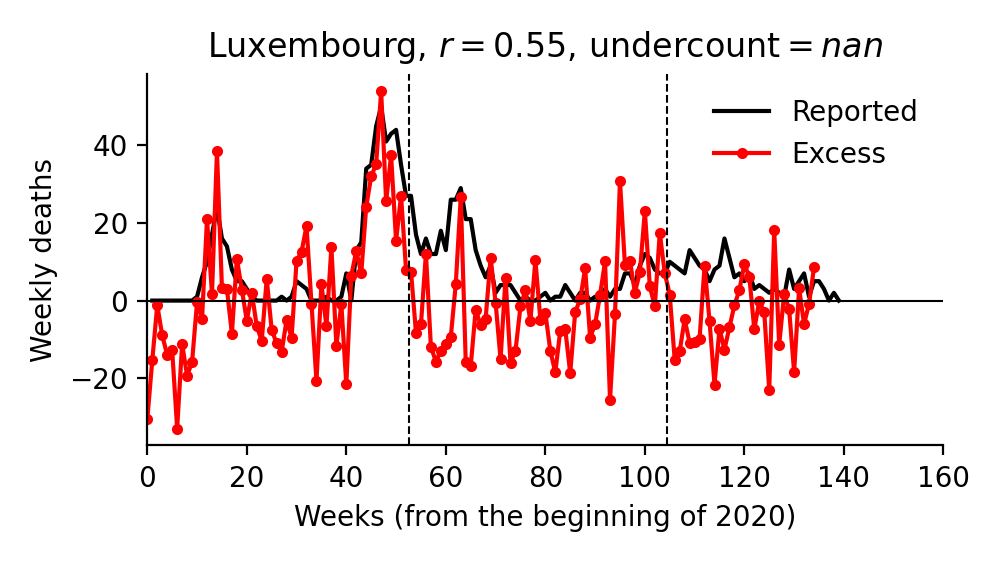 Luxembourg, r = 0.55, undercount = nan
Reported
Excess
Weekly deaths
40
20
0
−20
0 20 40 60 80 100 120 140 160
Weeks (from the beginning of 2020)